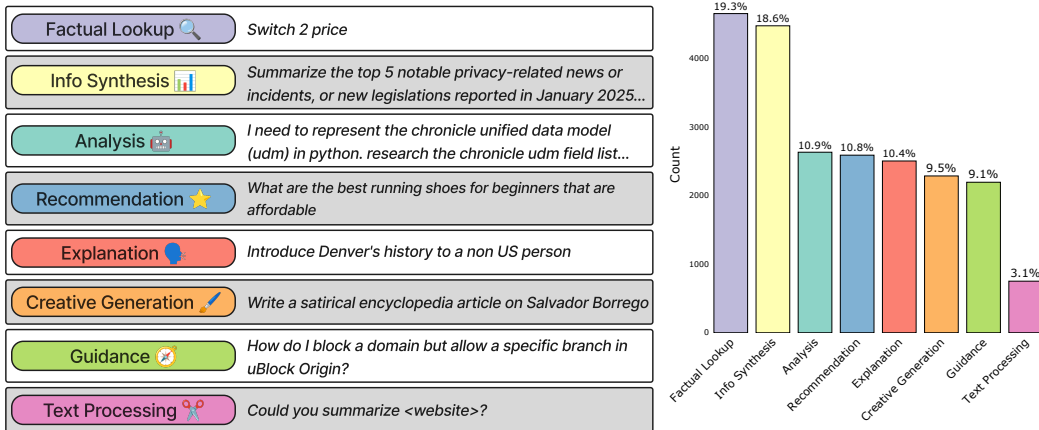 Factual Lookup 🔍
Switch 2 price
Info Synthesis 📊
Summarize the top 5 notable privacy-related news or
incidents, or new legislations reported in January 2025...
Analysis 🤖
I need to represent the chronicle unified data model
(udm) in python. research the chronicle udm field list...
Recommendation ⭐
What are the best running shoes for beginners that are
affordable
Explanation 🗣️
Introduce Denver's history to a non US person
Creative Generation 🖌️
Write a satirical encyclopedia article on Salvador Borrego
Guidance 🧭
How do I block a domain but allow a specific branch in
uBlock Origin?
Text Processing ✂️
Could you summarize <website>?
Count
4000
3000
2000
1000
0
19.3%
18.6%
10.9%
10.8%
10.4%
9.5%
9.1%
3.1%
Factual Lookup
Info Synthesis
Analysis
Recommendation
Explanation
Creative Generation
Guidance
Text Processing